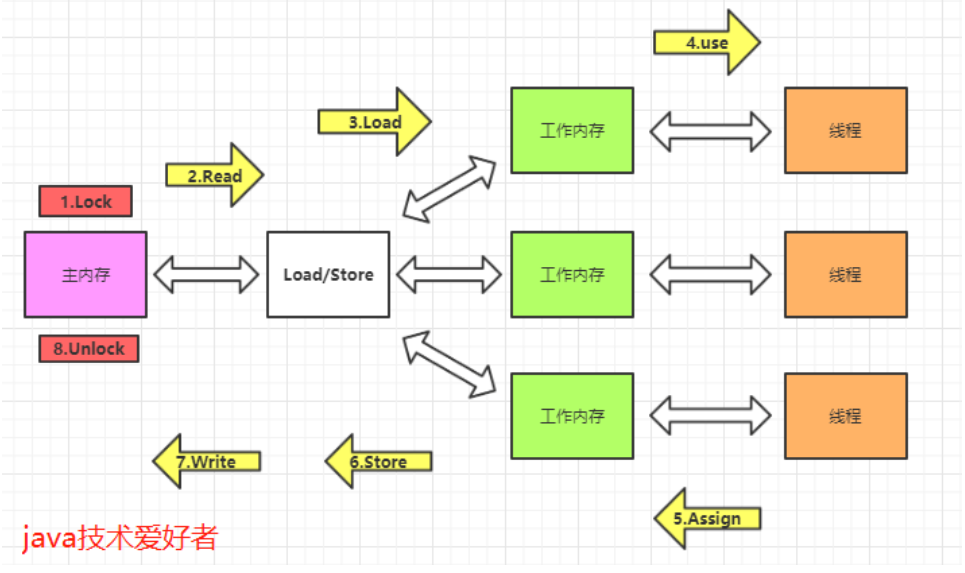 4.use
3.Load
工作内存
线程
2.Read
1.Lock
主内存
Load/Store
工作内存
线程
8.Unlock
工作内存
线程
7.Write
6.Store
5.Assign
java技术爱好者